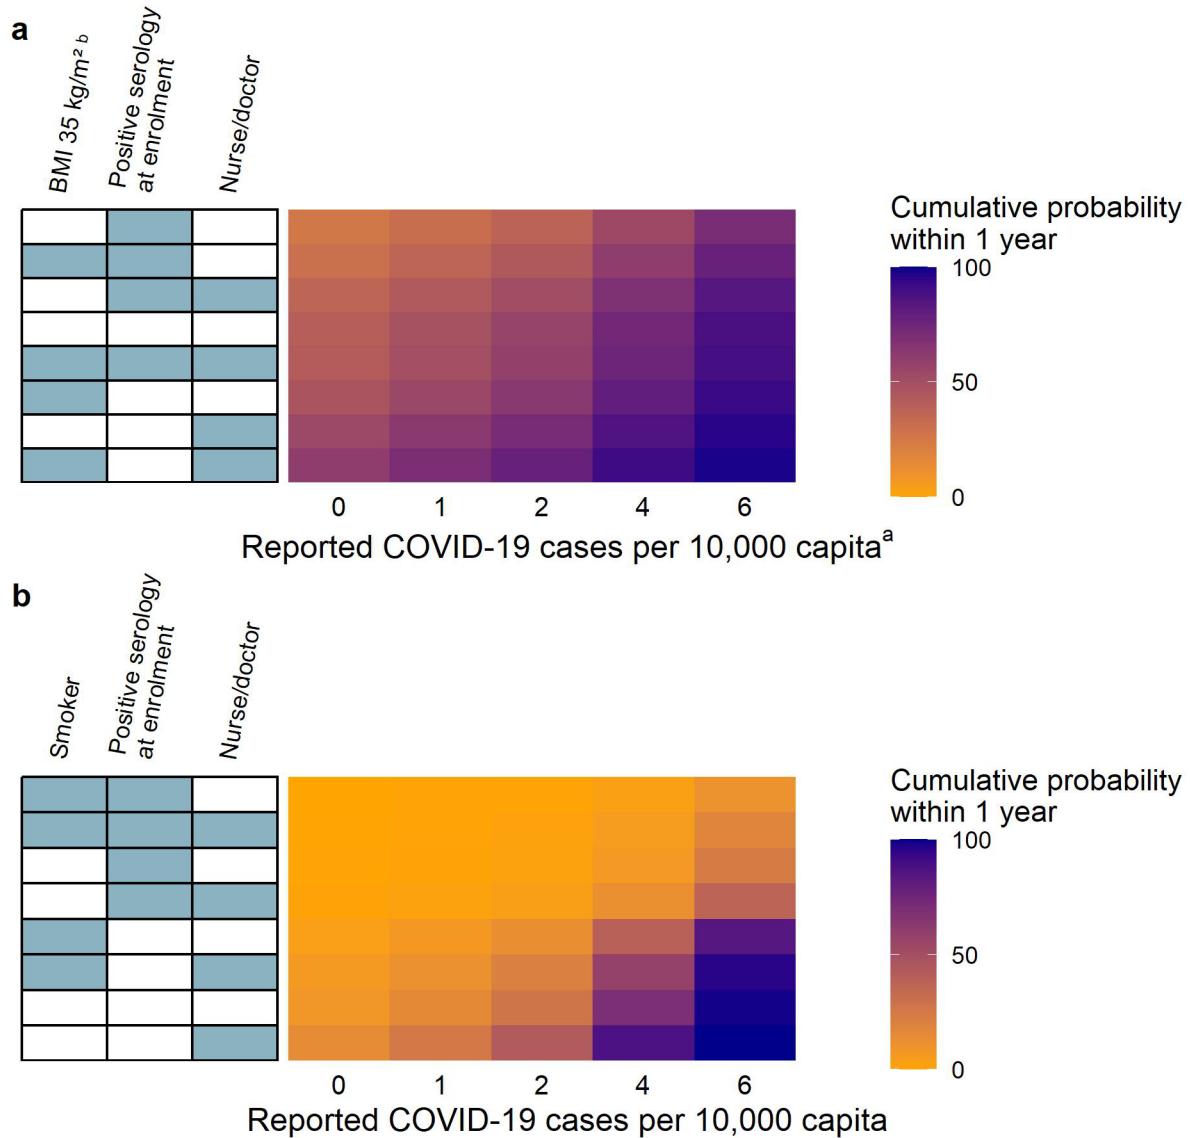 a
BMI 35 kg/m² b
Positive serology
at enrolment
Nurse/doctor
Cumulative probability
within 1 year
100
50
0
0 1 2 4 6
Reported COVID-19 cases per 10,000 capitaᵃ
b
Smoker
Positive serology
at enrolment
Nurse/doctor
Cumulative probability
within 1 year
100
50
0
0 1 2 4 6
Reported COVID-19 cases per 10,000 capita